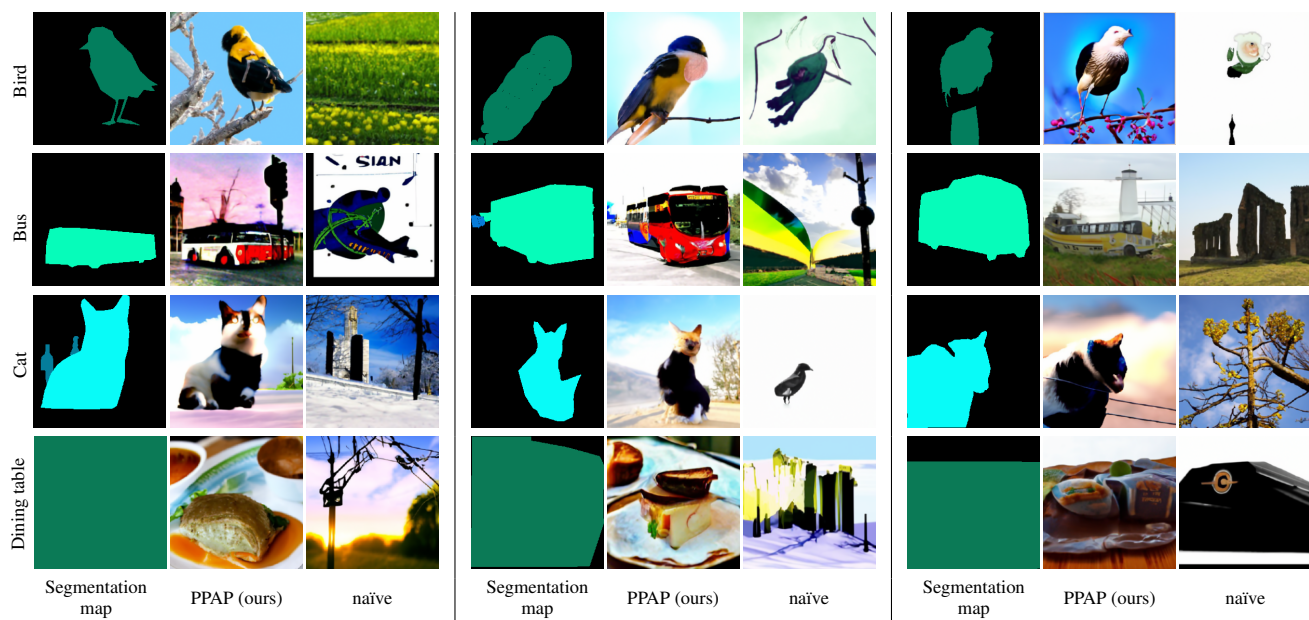 Bird
SIAN
Bus
Cat
C
Dining table
Segmentation
map
PPAP (ours)
naïve
Segmentation
map
PPAP (ours)
naïve
Segmentation
map
PPAP (ours)
naïve